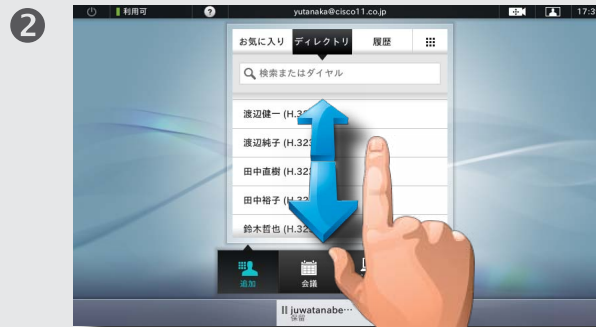 2
利用可 ? yutanaka@cisco11.co.jp 17:3
お気に入り ディレクトリ 履歴
検索またはダイヤル
渡辺健一 (H.32
渡辺純子 (H.323
田中直樹 (H.32
田中裕子 (H.32
鈴木哲也 (H.32
追加 会議
juwatanabe…
保留